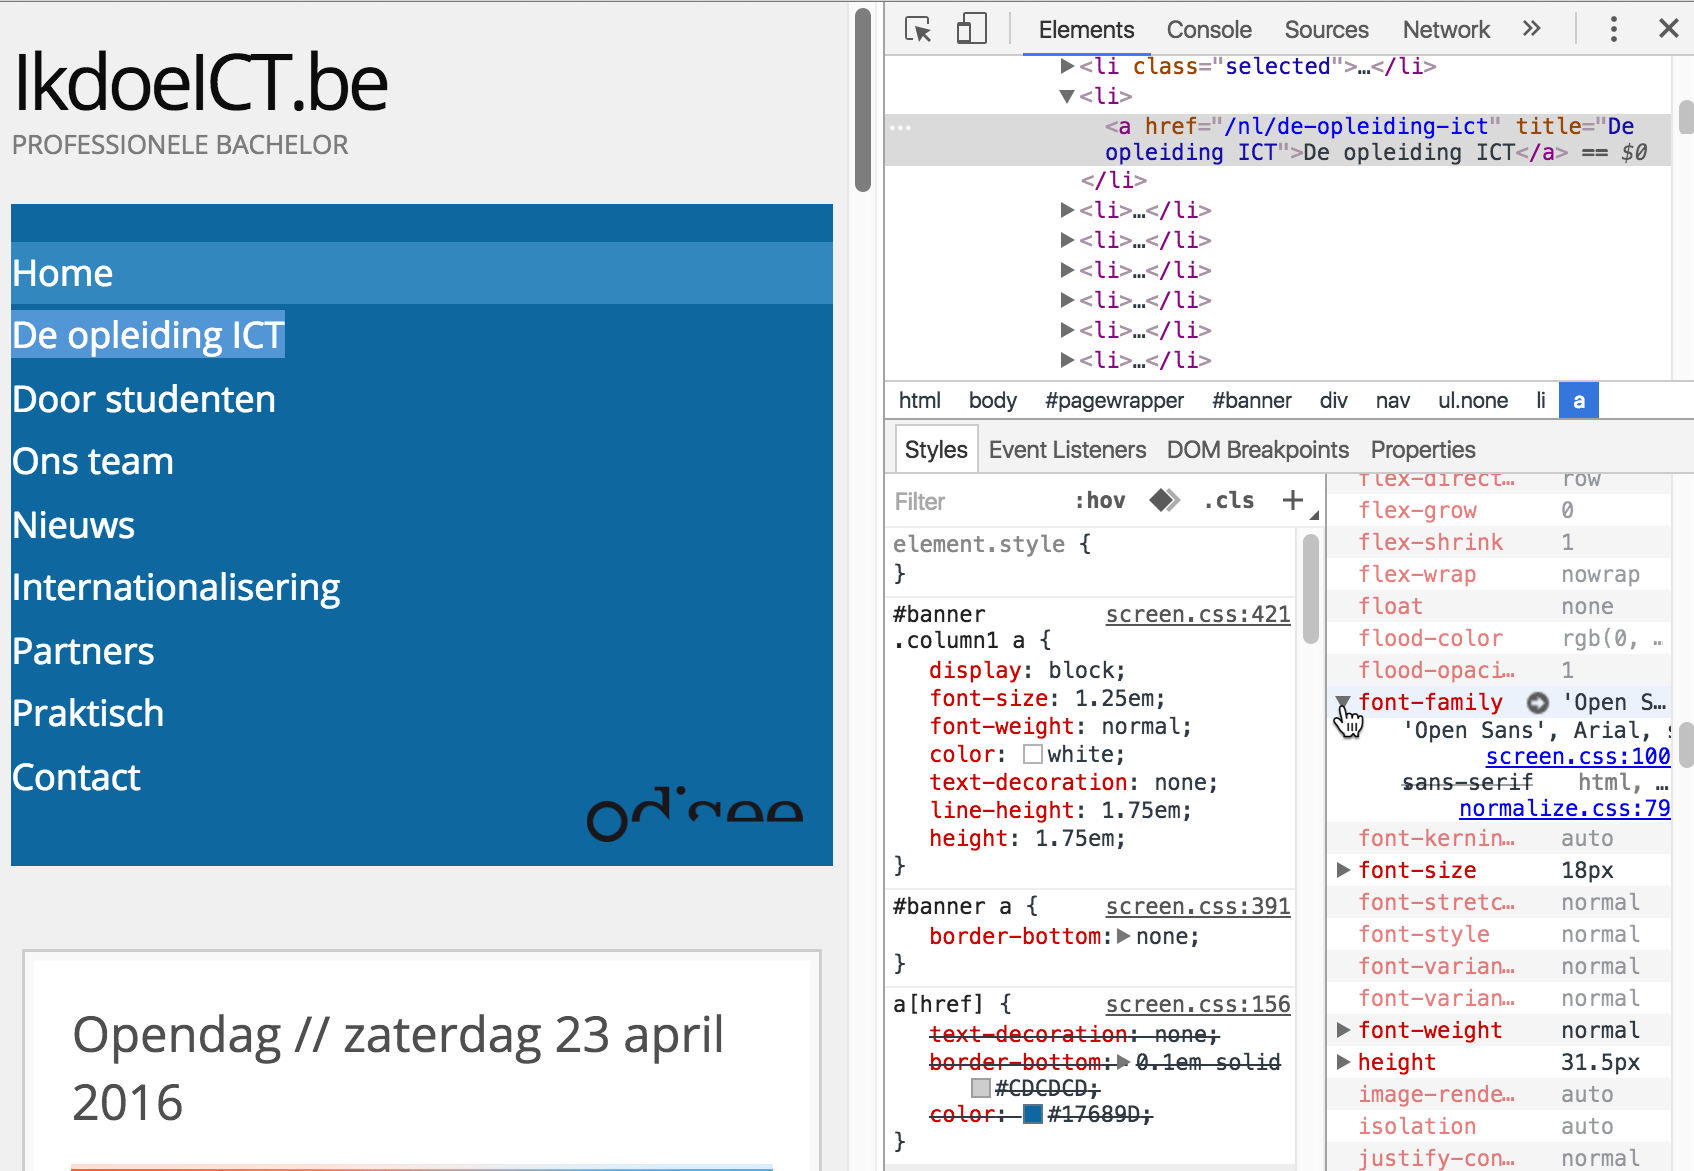 IkdoeICT.be
PROFESSIONELE BACHELOR
Home
De opleiding ICT
Door studenten
Ons team
Nieuws
Internationalisering
Partners
Praktisch
Contact
odisee
Opendag // zaterdag 23 april
2016
Elements Console Sources Network »
<li class="selected">…</li>
<li>
<a href="/nl/de-opleiding-ict" title="De
opleiding ICT">De opleiding ICT</a> == $0
</li>
<li>…</li>
<li>…</li>
<li>…</li>
<li>…</li>
<li>…</li>
<li>…</li>
html body #pagewrapper #banner div nav ul.none li a
Styles Event Listeners DOM Breakpoints Properties
Filter :hov .cls +
element.style {
}
#banner screen.css:421
.column1 a {
display: block;
font-size: 1.25em;
font-weight: normal;
color: white;
text-decoration: none;
line-height: 1.75em;
height: 1.75em;
}
#banner a { screen.css:391
border-bottom: none;
}
a[href] { screen.css:156
text-decoration: none;
border-bottom: 0.1em solid
#CDCDCD;
color: #17689D;
}
flex-direct… row
flex-grow 0
flex-shrink 1
flex-wrap nowrap
float none
flood-color rgb(0, …
flood-opaci… 1
font-family 'Open S…
'Open Sans', Arial, s
screen.css:100
sans-serif html, …
normalize.css:79
font-kernin… auto
font-size 18px
font-stretc… normal
font-style normal
font-varian… normal
font-varian… normal
font-weight normal
height 31.5px
image-rende… auto
isolation auto
justify-con… normal